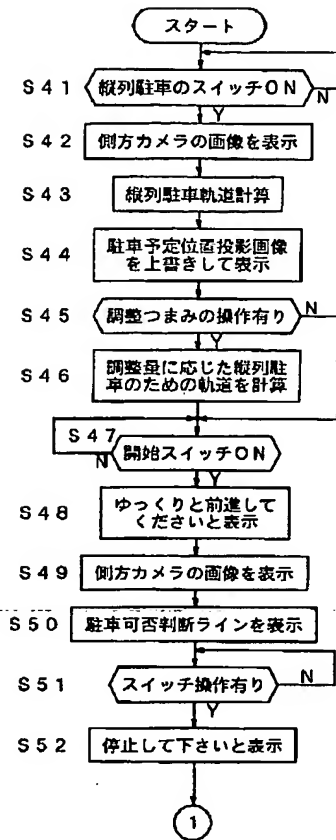 スタート
S41 縦列駐車のスイッチON N
Y
S42 側方カメラの画像を表示
S43 縦列駐車軌道計算
S44 駐車予定位置投影画像
を上書きして表示
S45 調整つまみの操作有り N
Y
S46 調整量に応じた縦列駐
車のための軌道を計算
S47
N 開始スイッチON
Y
S48 ゆっくりと前進して
くださいと表示
S49 側方カメラの画像を表示
S50 駐車可否判断ラインを表示
S51 スイッチ操作有り N
Y
S52 停止して下さいと表示
1